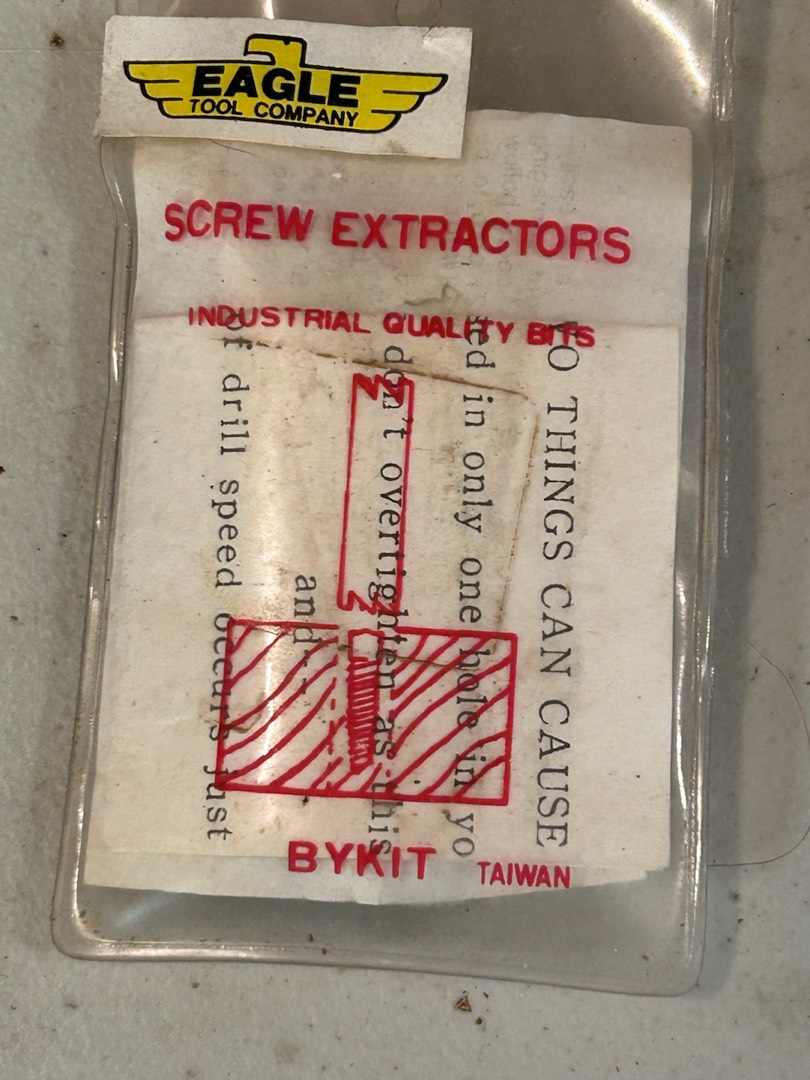 EAGLE
TOOL COMPANY
SCREW EXTRACTORS
INDUSTRIAL QUALITY BITS
O THINGS CAN CAUSE
ed in only one hole in yo
don't overtighten as this
and..
of drill speed occurs just
BYKIT TAIWAN